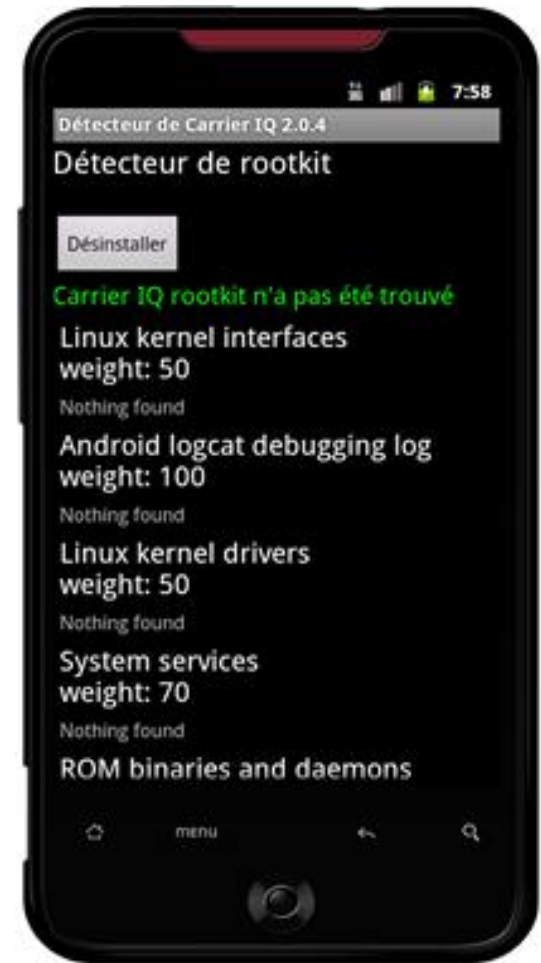 7:58
Détecteur de Carrier IQ 2.0.4
Détecteur de rootkit
Désinstaller
Carrier IQ rootkit n'a pas été trouvé
Linux kernel interfaces
weight: 50
Nothing found
Android logcat debugging log
weight: 100
Nothing found
Linux kernel drivers
weight: 50
Nothing found
System services
weight: 70
Nothing found
ROM binaries and daemons
menu